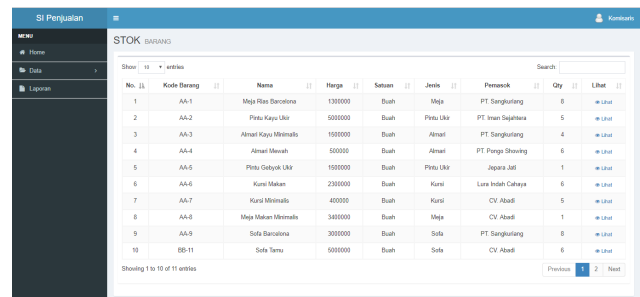 SI Penjualan
Komisaris
MENU
Home
Data
Laporan
STOK BARANG
Show 10 entries Search:
No. Kode Barang Nama Harga Satuan Jenis Pemasok Qty Lihat
1 AA-1 Meja Rias Barcelona 1300000 Buah Meja PT. Sangkuriang 8 Lihat
2 AA-2 Pintu Kayu Ukir 5000000 Buah Pintu Ukir PT. Iman Sejahtera 5 Lihat
3 AA-3 Almari Kayu Minimalis 1500000 Buah Almari PT. Sangkuriang 4 Lihat
4 AA-4 Almari Mewah 500000 Buah Almari PT. Pongo Showing 6 Lihat
5 AA-5 Pintu Gebyok Ukir 1500000 Buah Pintu Ukir Jepara Jati 1 Lihat
6 AA-6 Kursi Makan 2300000 Buah Kursi Lura Indah Cahaya 6 Lihat
7 AA-7 Kursi Minimalis 400000 Buah Kursi CV. Abadi 5 Lihat
8 AA-8 Meja Makan Minimalis 3400000 Buah Meja CV. Abadi 1 Lihat
9 AA-9 Sofa Barcelona 3000000 Buah Sofa PT. Sangkuriang 8 Lihat
10 BB-11 Sofa Tamu 5000000 Buah Sofa CV. Abadi 6 Lihat
Showing 1 to 10 of 11 entries Previous 1 2 Next